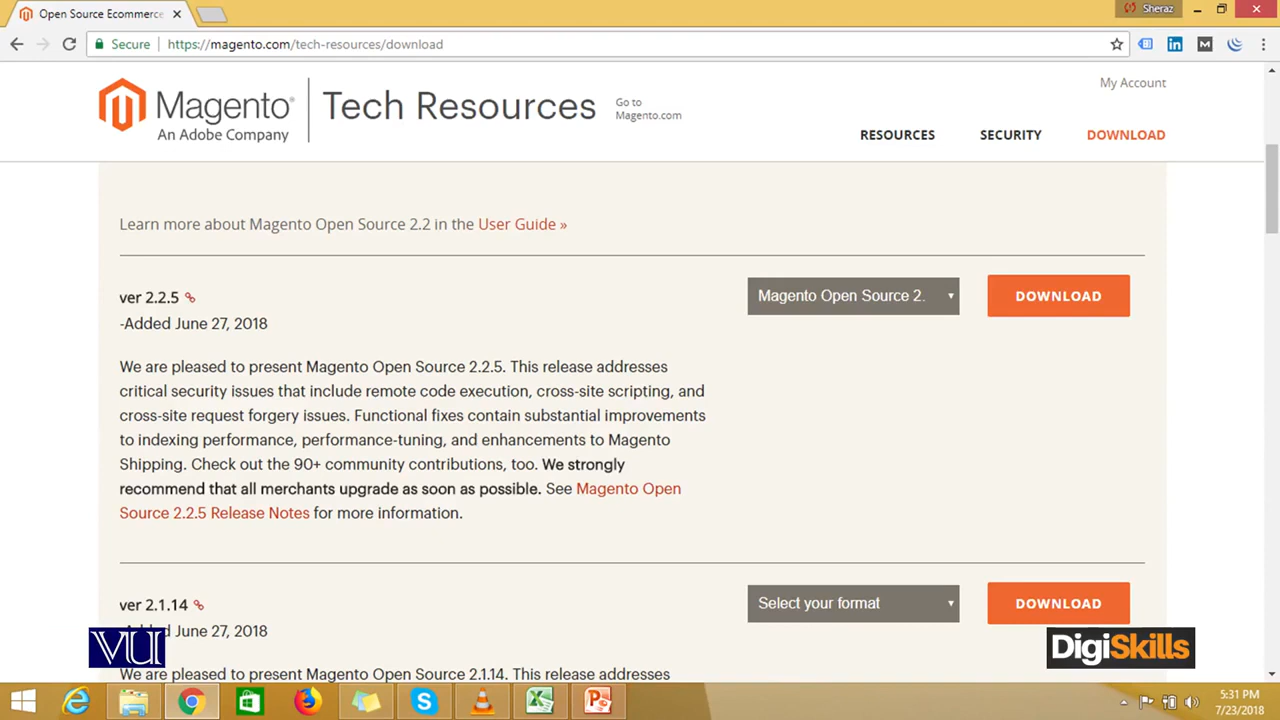 Open Source Ecommerce
Sheraz
Secure
https://magento.com/tech-resources/download
My Account
Magento®
An Adobe Company
Tech Resources
Go to
Magento.com
RESOURCES
SECURITY
DOWNLOAD
Learn more about Magento Open Source 2.2 in the User Guide »
ver 2.2.5
Magento Open Source 2.
DOWNLOAD
-Added June 27, 2018
We are pleased to present Magento Open Source 2.2.5. This release addresses
critical security issues that include remote code execution, cross-site scripting, and
cross-site request forgery issues. Functional fixes contain substantial improvements
to indexing performance, performance-tuning, and enhancements to Magento
Shipping. Check out the 90+ community contributions, too. We strongly
recommend that all merchants upgrade as soon as possible. See Magento Open
Source 2.2.5 Release Notes for more information.
ver 2.1.14
Select your format
DOWNLOAD
June 27, 2018
VU
DigiSkills
We are pleased to present Magento Open Source 2.1.14. This release addresses
5:31 PM
7/23/2018